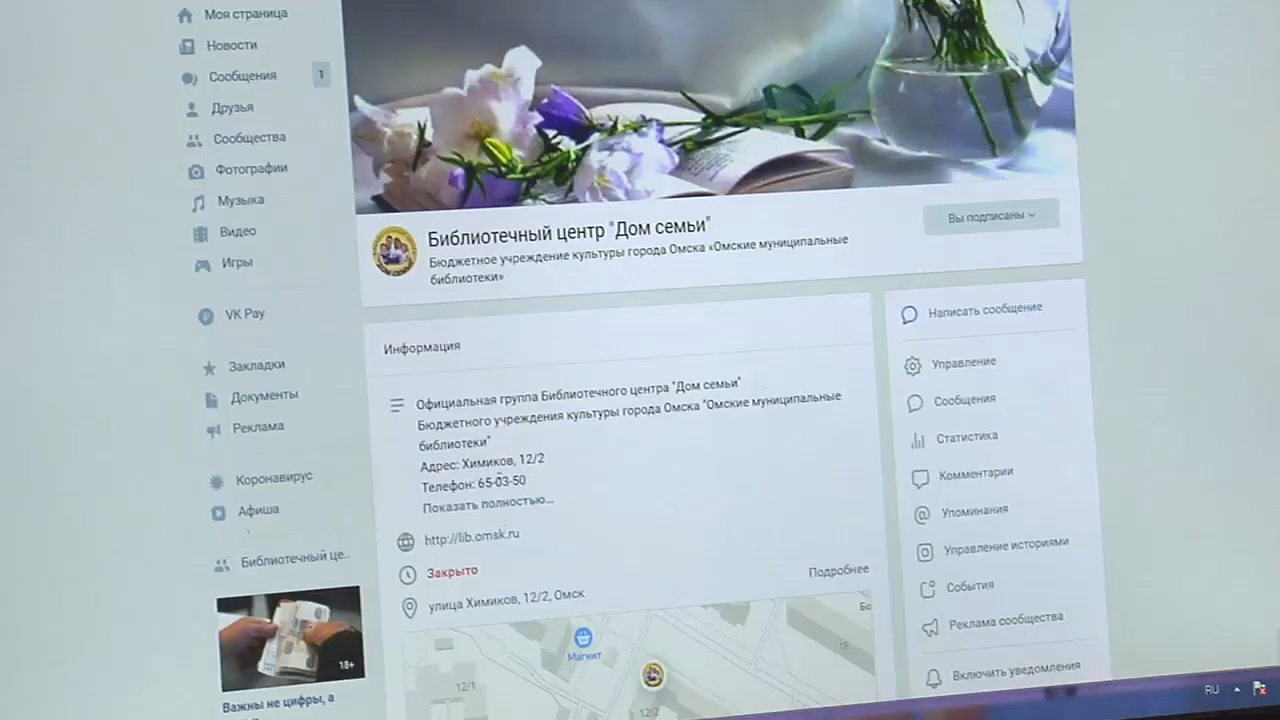 Моя страница
Новости
Сообщения 1
Друзья
Сообщества
Фотографии
Музыка
Видео
Игры
VK Pay
Закладки
Документы
Реклама
Коронавирус
Афиша
Библиотечный це..
18+
Важны не цифры, а
Библиотечный центр "Дом семьи"
Бюджетное учреждение культуры города Омска «Омские муниципальные
библиотеки»
Вы подписаны
Информация
Официальная группа Библиотечного центра "Дом семьи"
Бюджетного учреждения культуры города Омска "Омские муниципальные
библиотеки"
Адрес: Химиков, 12/2
Телефон: 65-03-50
Показать полностью...
http://lib.omsk.ru
Закрыто
Подробнее
улица Химиков, 12/2, Омск
Бо
Магнит
18
12/1
12/2
Написать сообщение
Управление
Сообщения
Статистика
Комментарии
Упоминания
Управление историями
События
Реклама сообщества
Включить уведомления
RU